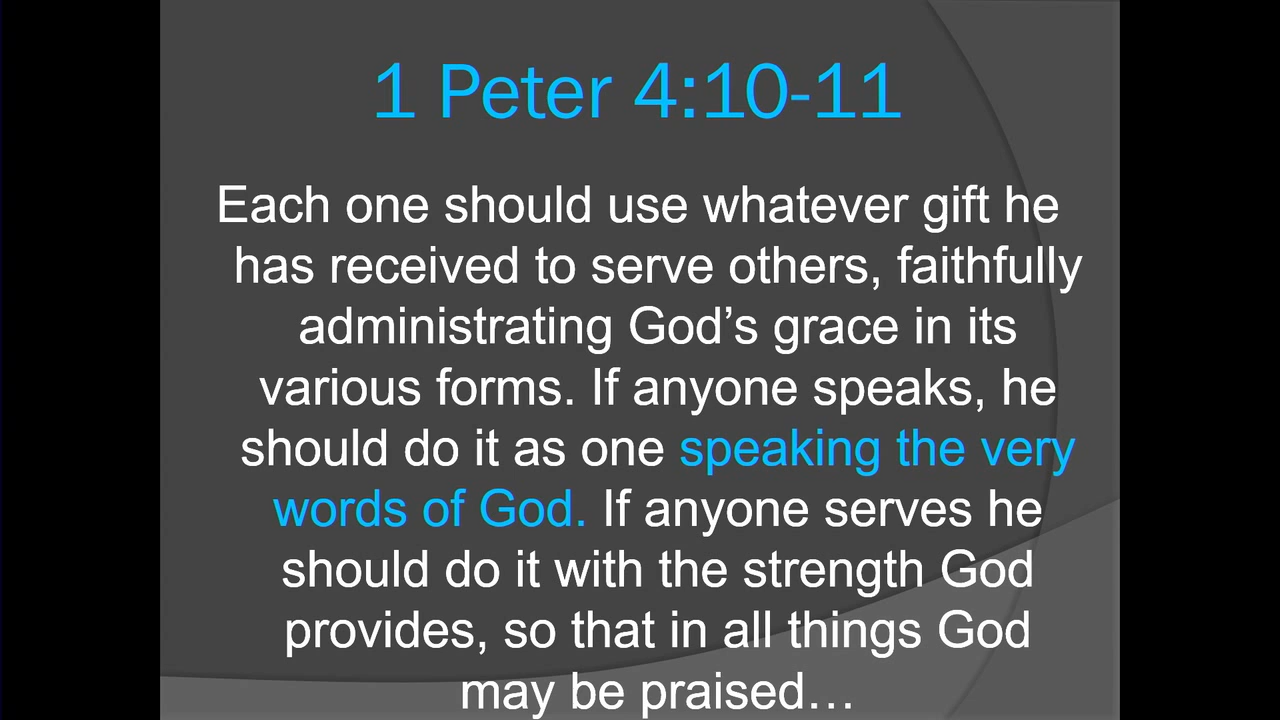 1 Peter 4:10-11
Each one should use whatever gift he
has received to serve others, faithfully
administrating God’s grace in its
various forms. If anyone speaks, he
should do it as one speaking the very
words of God. If anyone serves he
should do it with the strength God
provides, so that in all things God
may be praised…